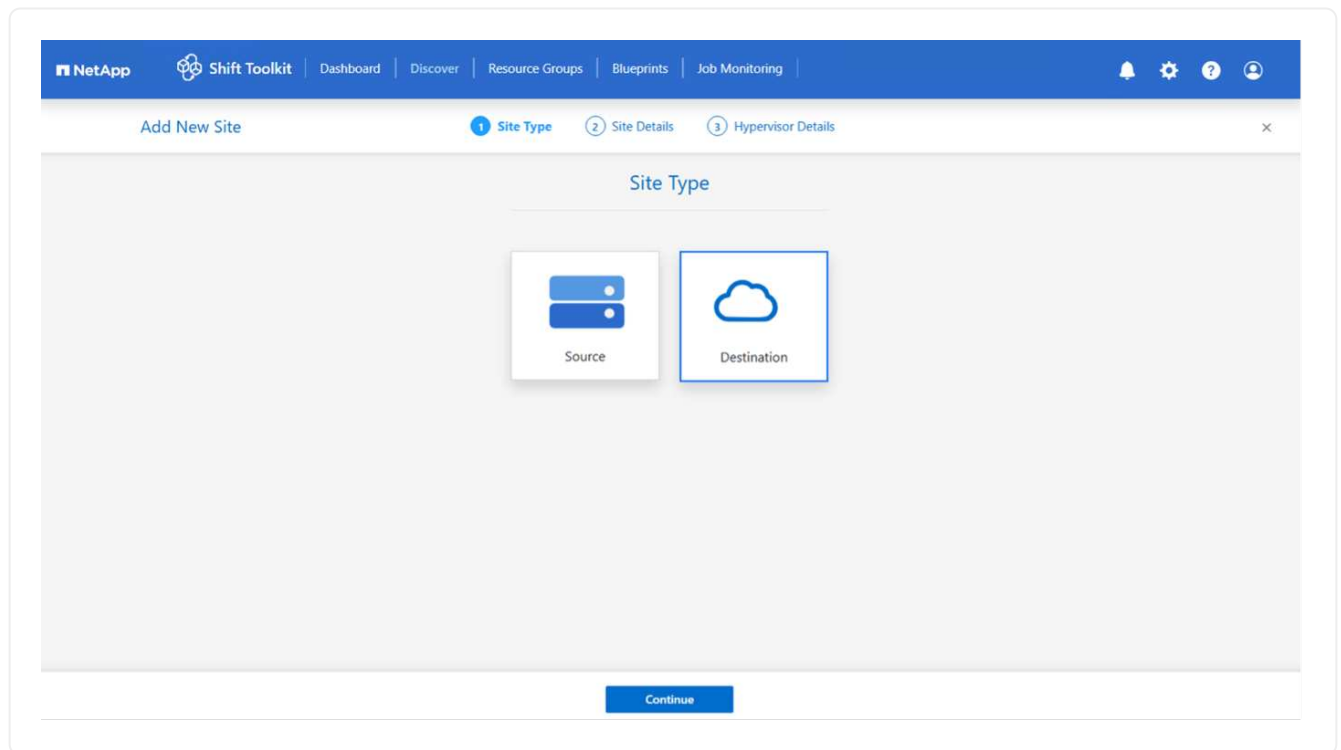 NetApp Shift Toolkit Dashboard Discover Resource Groups Blueprints Job Monitoring ?
Add New Site 1 Site Type 2 Site Details 3 Hypervisor Details ×
Site Type
Source Destination
Continue